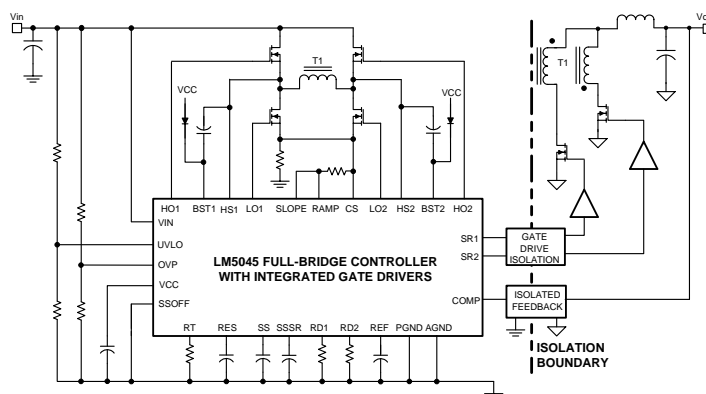 Vin
T1
VCC
VCC
T1
HO1 BST1 HS1 LO1 SLOPE RAMP CS LO2 HS2 BST2 HO2
VIN
UVLO
OVP
VCC
SSOFF
LM5045 FULL-BRIDGE CONTROLLER
WITH INTEGRATED GATE DRIVERS
SR1
SR2
COMP
GATE
DRIVE
ISOLATION
ISOLATED
FEEDBACK
RT RES SS SSSR RD1 RD2 REF PGND AGND
ISOLATION
BOUNDARY